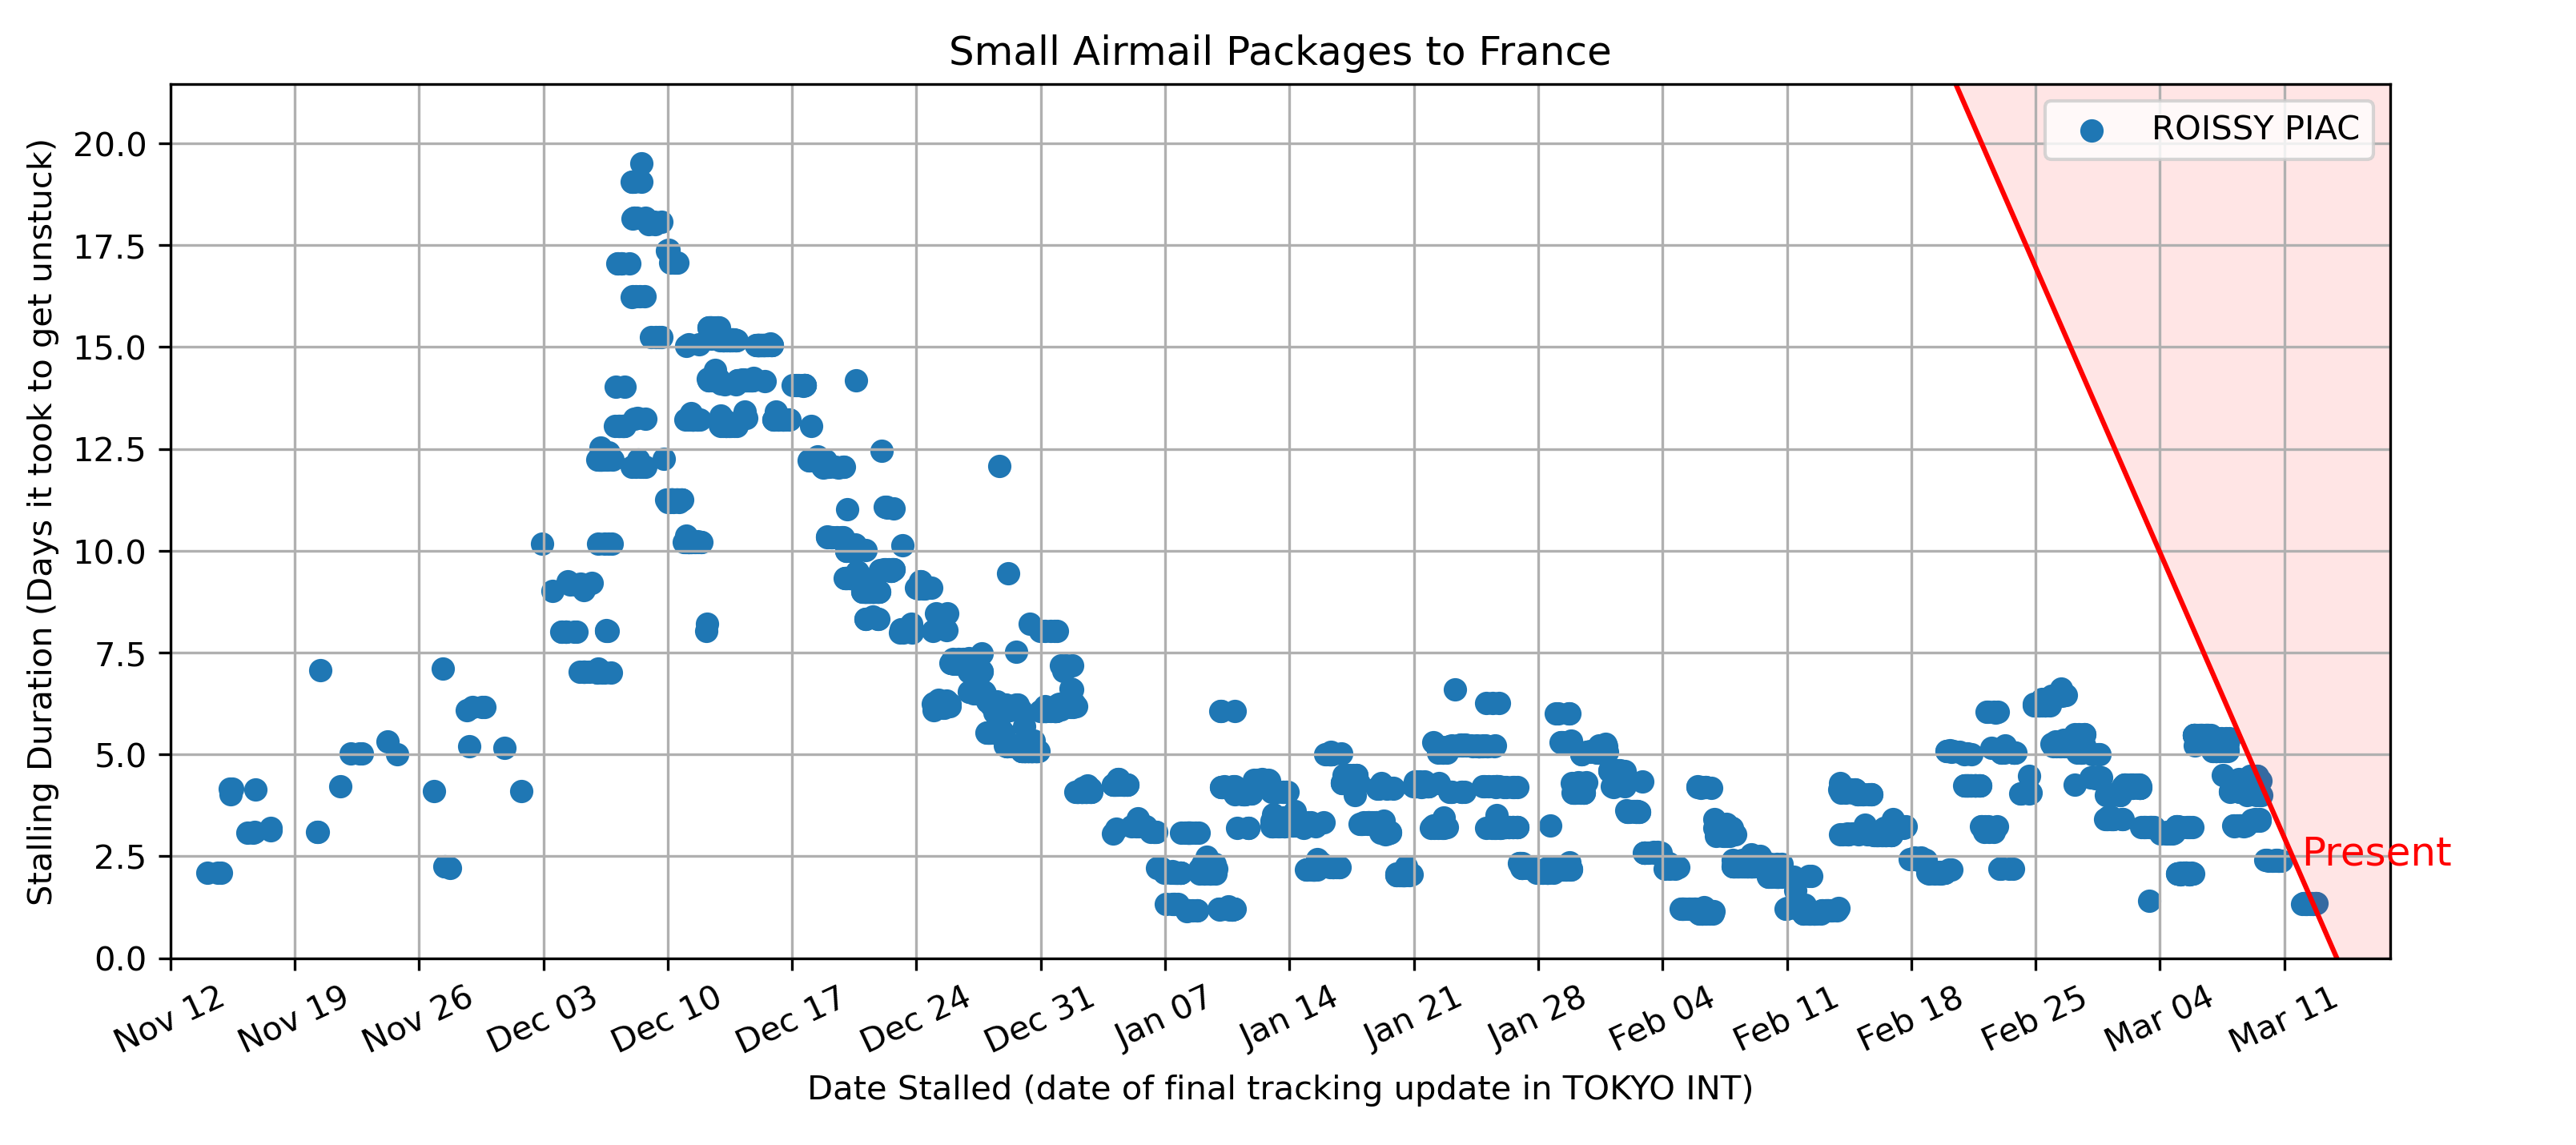 Small Airmail Packages to France
Stalling Duration (Days it took to get unstuck)
20.0
17.5
15.0
12.5
10.0
7.5
5.0
2.5
0.0
ROISSY PIAC
Present
Nov 12
Nov 19
Nov 26
Dec 03
Dec 10
Dec 17
Dec 24
Dec 31
Jan 07
Jan 14
Jan 21
Jan 28
Feb 04
Feb 11
Feb 18
Feb 25
Mar 04
Mar 11
Date Stalled (date of final tracking update in TOKYO INT)